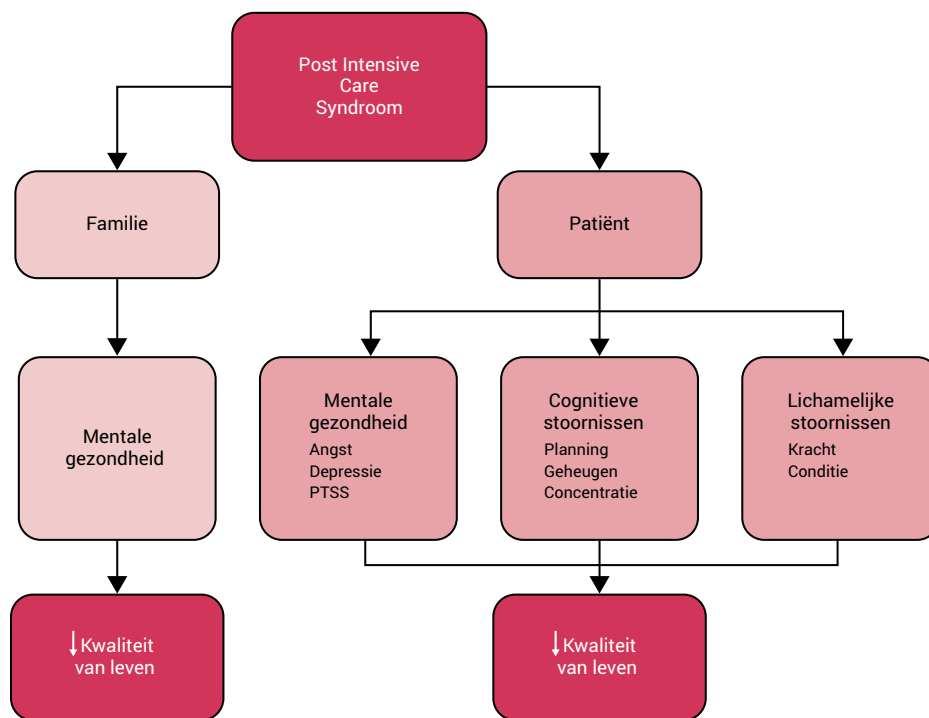 Post Intensive
Care
Syndroom
Familie
Patiënt
Mentale
gezondheid
Mentale
gezondheid
Angst
Depressie
PTSS
Cognitieve
stoornissen
Planning
Geheugen
Concentratie
Lichamelijke
stoornissen
Kracht
Conditie
↓Kwaliteit
van leven
↓Kwaliteit
van leven